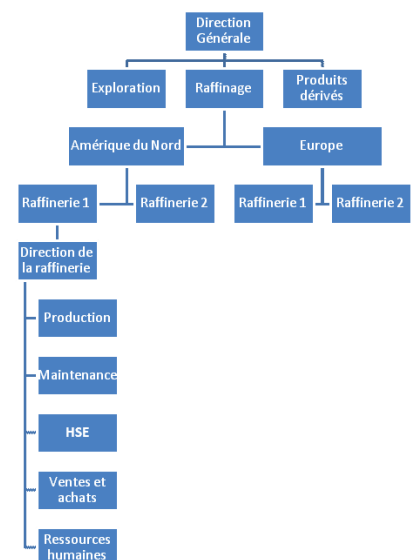 Direction
Générale
Exploration
Raffinage
Produits
dérivés
Amérique du Nord
Europe
Raffinerie 1
Raffinerie 2
Raffinerie 1
Raffinerie 2
Direction de
la raffinerie
Production
Maintenance
HSE
Ventes et
achats
Ressources
humaines